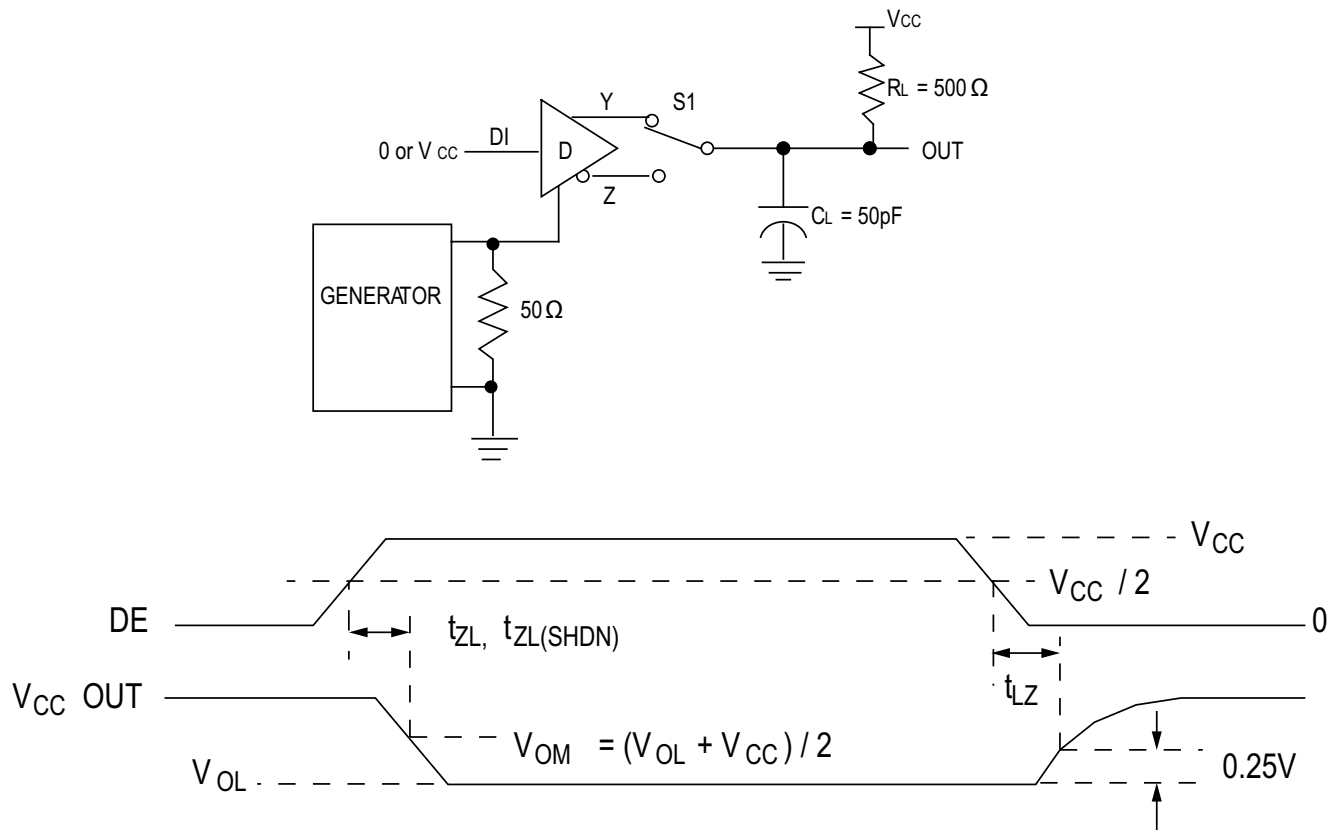 VCC
RL = 500 Ω
Y
S1
0 or V CC
DI
D
OUT
Z
CL = 50pF
GENERATOR
50Ω
VCC
VCC / 2
DE
0
tZL, tZL(SHDN)
tLZ
VCC OUT
VOM = (VOL + VCC) / 2
VOL
0.25V